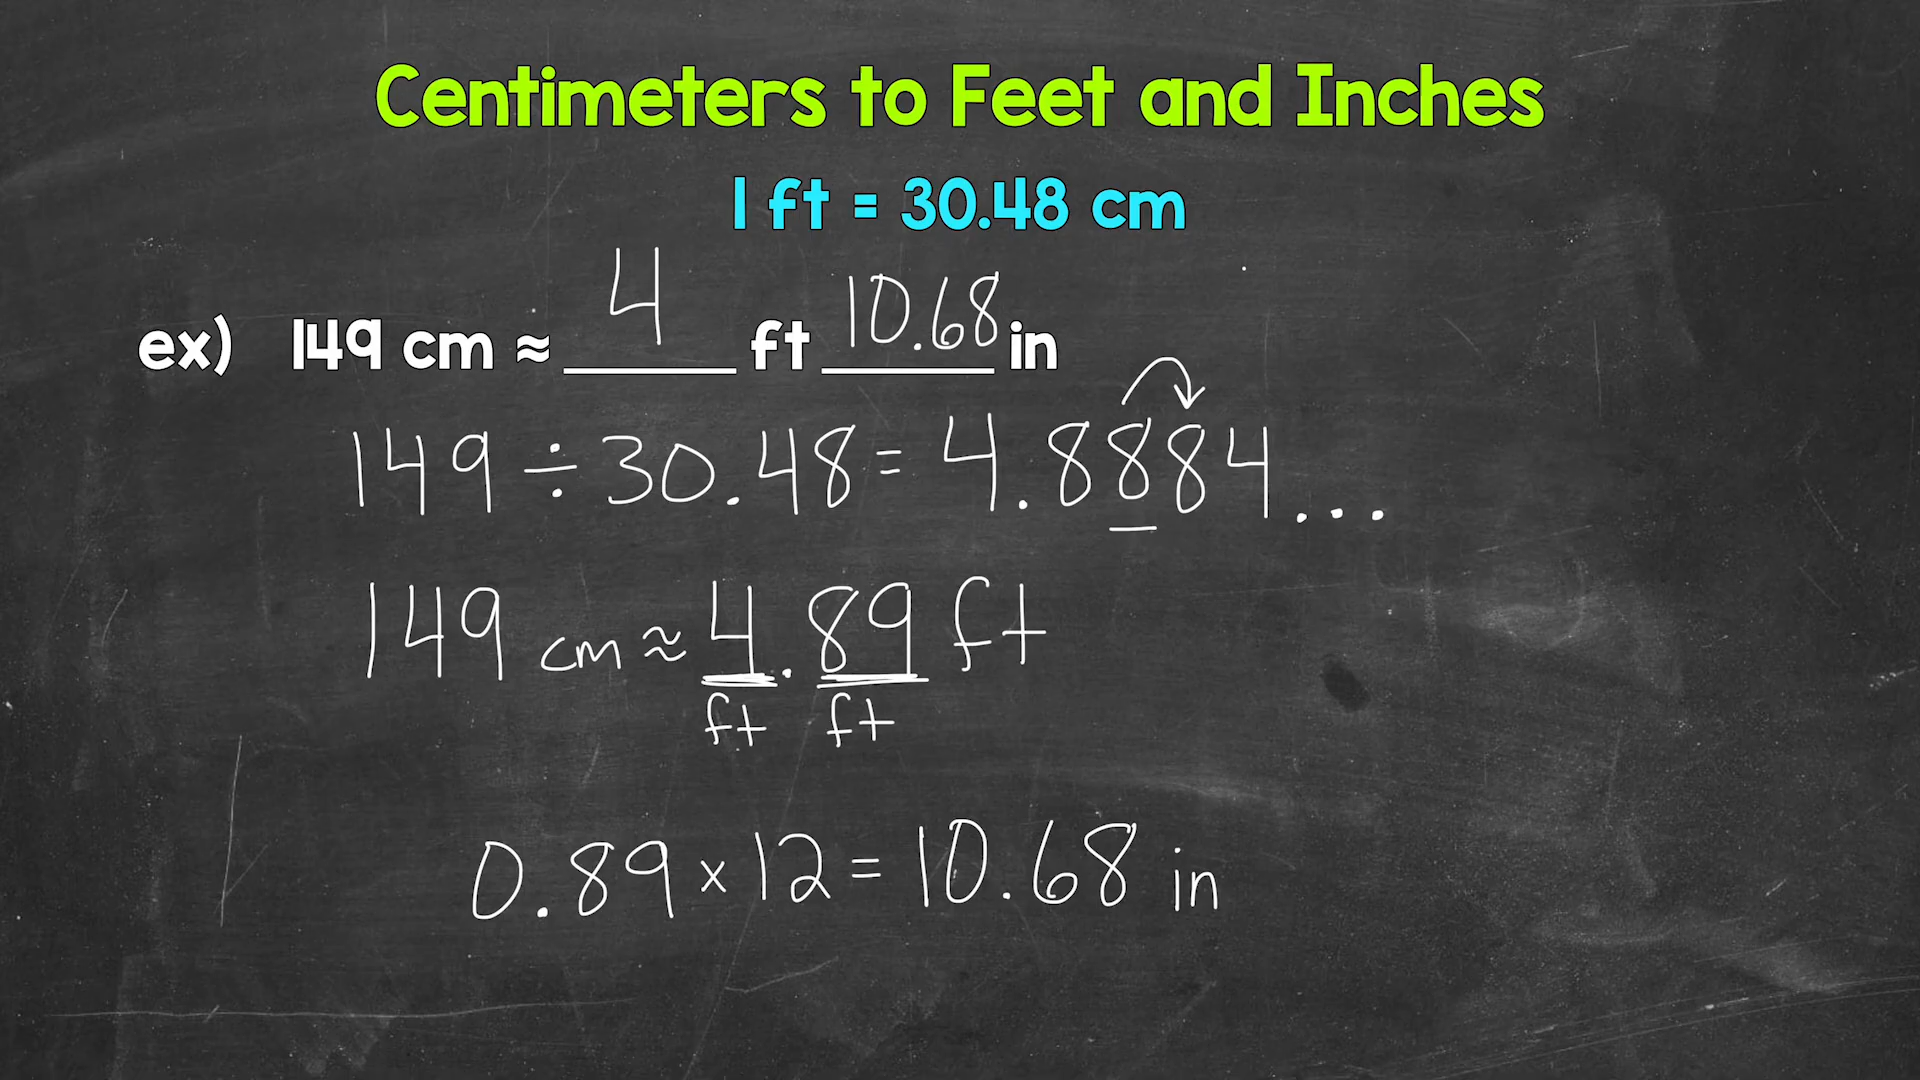 Centimeters to Feet and Inches
1 ft = 30.48 cm
ex) 149 cm ≈ 4 ft 10.68 in
149 ÷ 30.48 = 4.8884...
149 cm ≈ 4.89 ft
ft ft
0.89 × 12 = 10.68 in